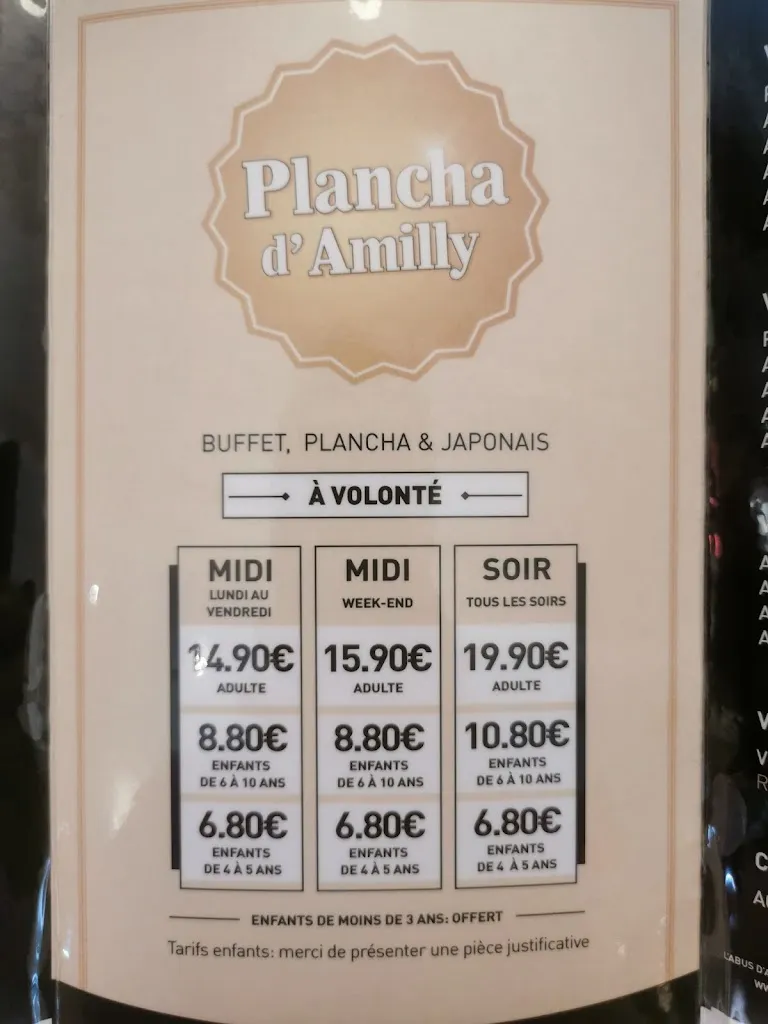 Plancha
d'Amilly
BUFFET, PLANCHA & JAPONAIS
À VOLONTÉ
MIDI
LUNDI AU
VENDREDI
14.90€
ADULTE
8.80€
ENFANTS
DE 6 À 10 ANS
6.80€
ENFANTS
DE 4 À 5 ANS
MIDI
WEEK-END
15.90€
ADULTE
8.80€
ENFANTS
DE 6 À 10 ANS
6.80€
ENFANTS
DE 4 À 5 ANS
SOIR
TOUS LES SOIRS
19.90€
ADULTE
10.80€
ENFANTS
DE 6 À 10 ANS
6.80€
ENFANTS
DE 4 À 5 ANS
ENFANTS DE MOINS DE 3 ANS: OFFERT
Tarifs enfants: merci de présenter une pièce justificative